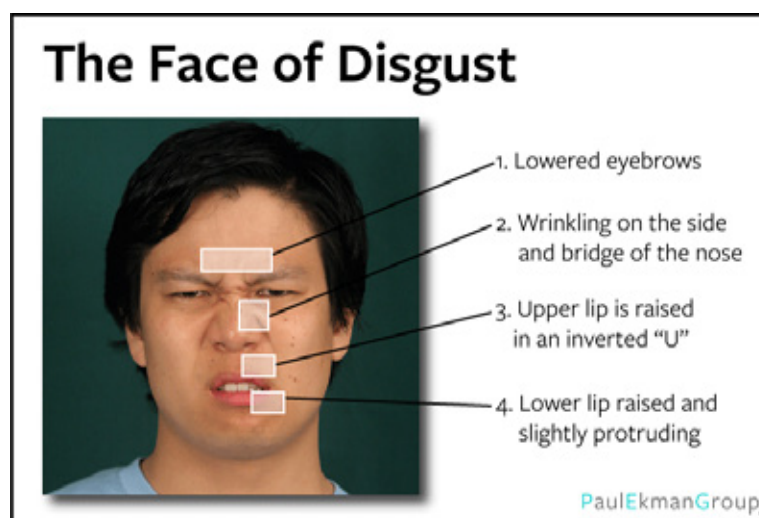 The Face of Disgust
1. Lowered eyebrows
2. Wrinkling on the side
and bridge of the nose
3. Upper lip is raised
in an inverted “U”
4. Lower lip raised and
slightly protruding
PaulEkmanGroup